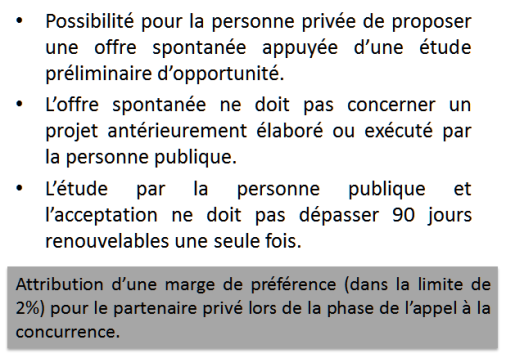 • Possibilité pour la personne privée de proposer
une offre spontanée appuyée d'une étude
préliminaire d'opportunité.
• L'offre spontanée ne doit pas concerner un
projet antérieurement élaboré ou exécuté par
la personne publique.
• L'étude par la personne publique et
l'acceptation ne doit pas dépasser 90 jours
renouvelables une seule fois.
Attribution d'une marge de préférence (dans la limite de
2%) pour le partenaire privé lors de la phase de l'appel à la
concurrence.